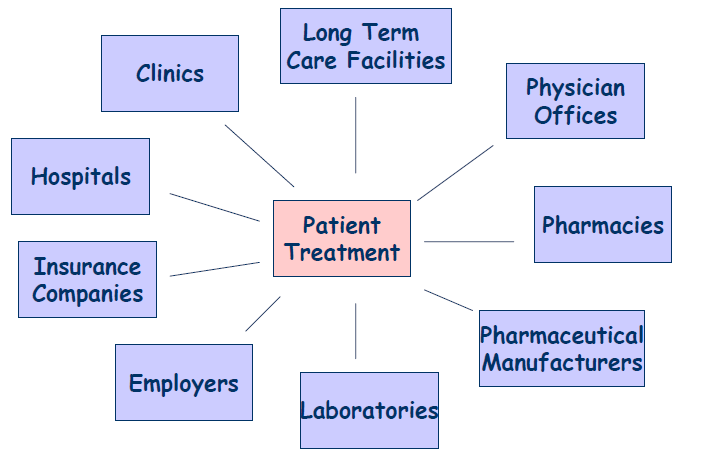 Long Term
Care Facilities
Clinics
Physician
Offices
Hospitals
Patient
Treatment
Pharmacies
Insurance
Companies
Pharmaceutical
Manufacturers
Employers
Laboratories